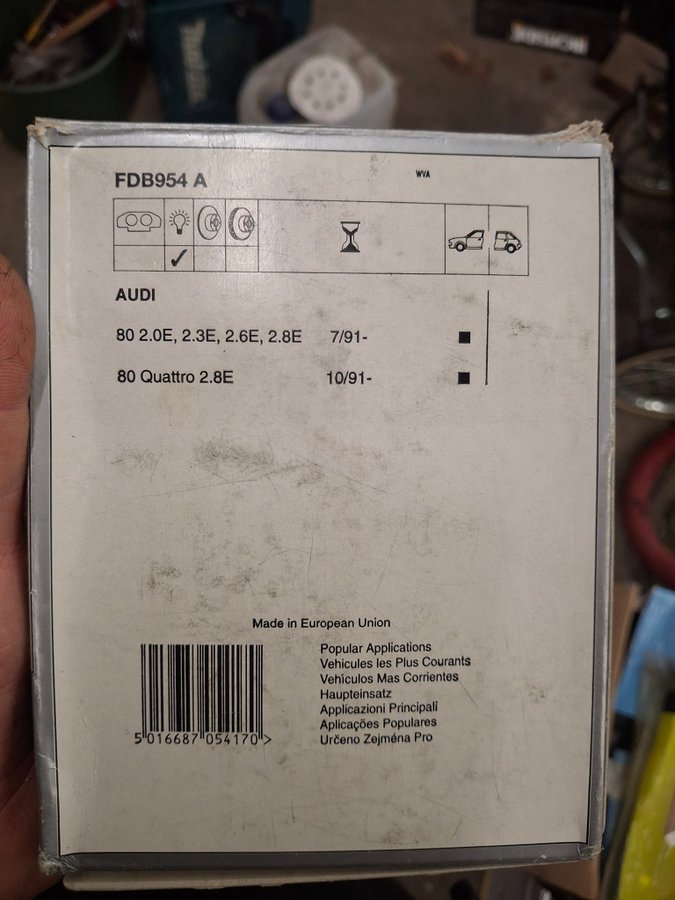 FDB954 A
WVA
✓
AUDI
80 2.0E, 2.3E, 2.6E, 2.8E 7/91- ■
80 Quattro 2.8E 10/91- ■
Made in European Union
Popular Applications
Vehicules les Plus Courants
Vehículos Mas Corrientes
Haupteinsatz
Applicazioni Principali
Aplicações Populares
Určeno Zejména Pro
5 016687 054170 >